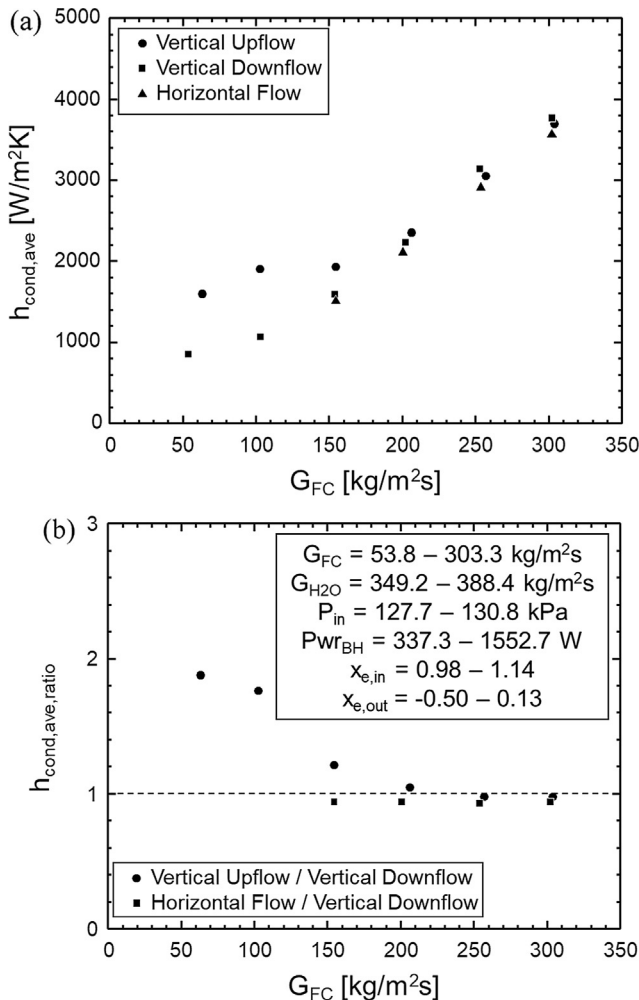 (a)
5000
4000
3000
2000
1000
0
h_cond,ave [W/m²K]
● Vertical Upflow
■ Vertical Downflow
▲ Horizontal Flow
0 50 100 150 200 250 300 350
G_FC [kg/m²s]
(b)
3
2
1
0
h_cond,ave,ratio
G_FC = 53.8 – 303.3 kg/m²s
G_H2O = 349.2 – 388.4 kg/m²s
P_in = 127.7 – 130.8 kPa
Pwr_BH = 337.3 – 1552.7 W
x_e,in = 0.98 – 1.14
x_e,out = -0.50 – 0.13
● Vertical Upflow / Vertical Downflow
■ Horizontal Flow / Vertical Downflow
0 50 100 150 200 250 300 350
G_FC [kg/m²s]